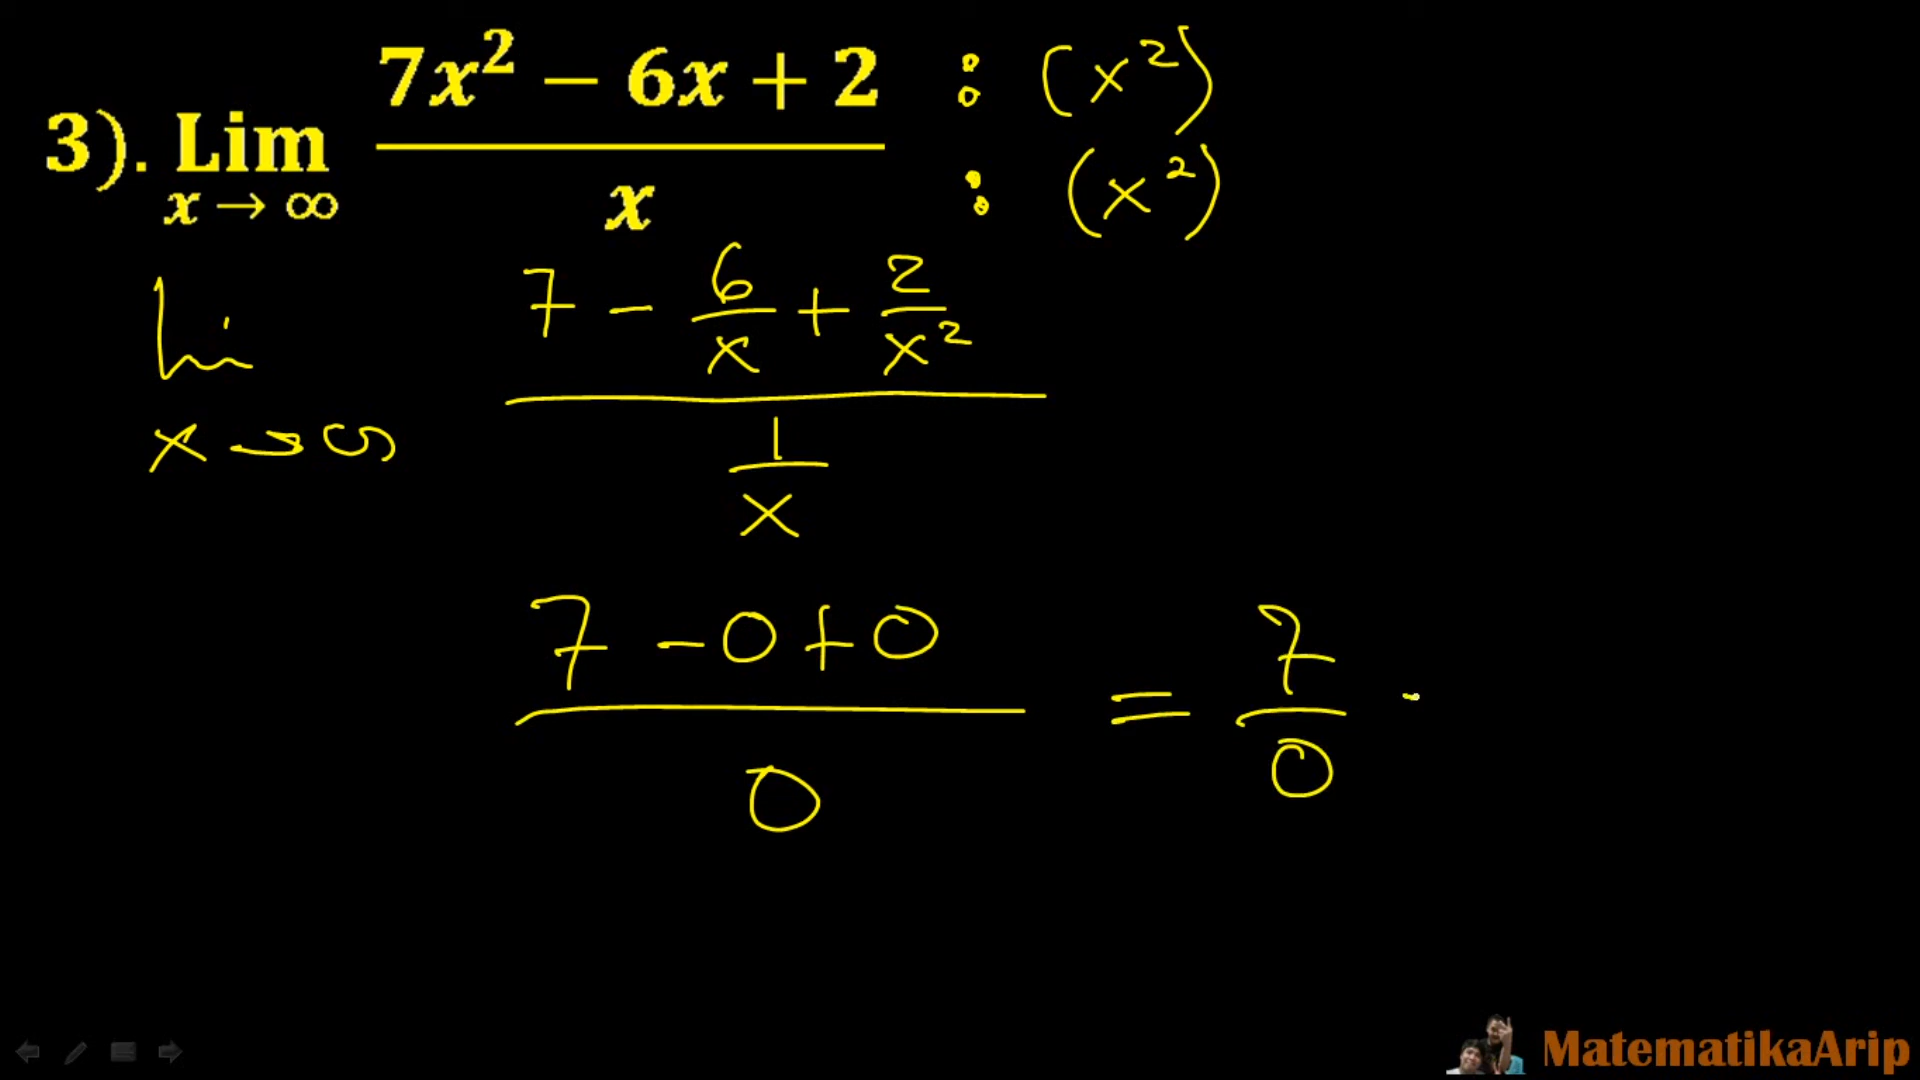 3). Lim x → ∞ (7x² − 6x + 2) / x : (x²) : (x²)
lim x → ∞ (7 − 6/x + 2/x²) / (1/x)
(7 − 0 + 0) / 0 = 7/0 -
MatematikaArip